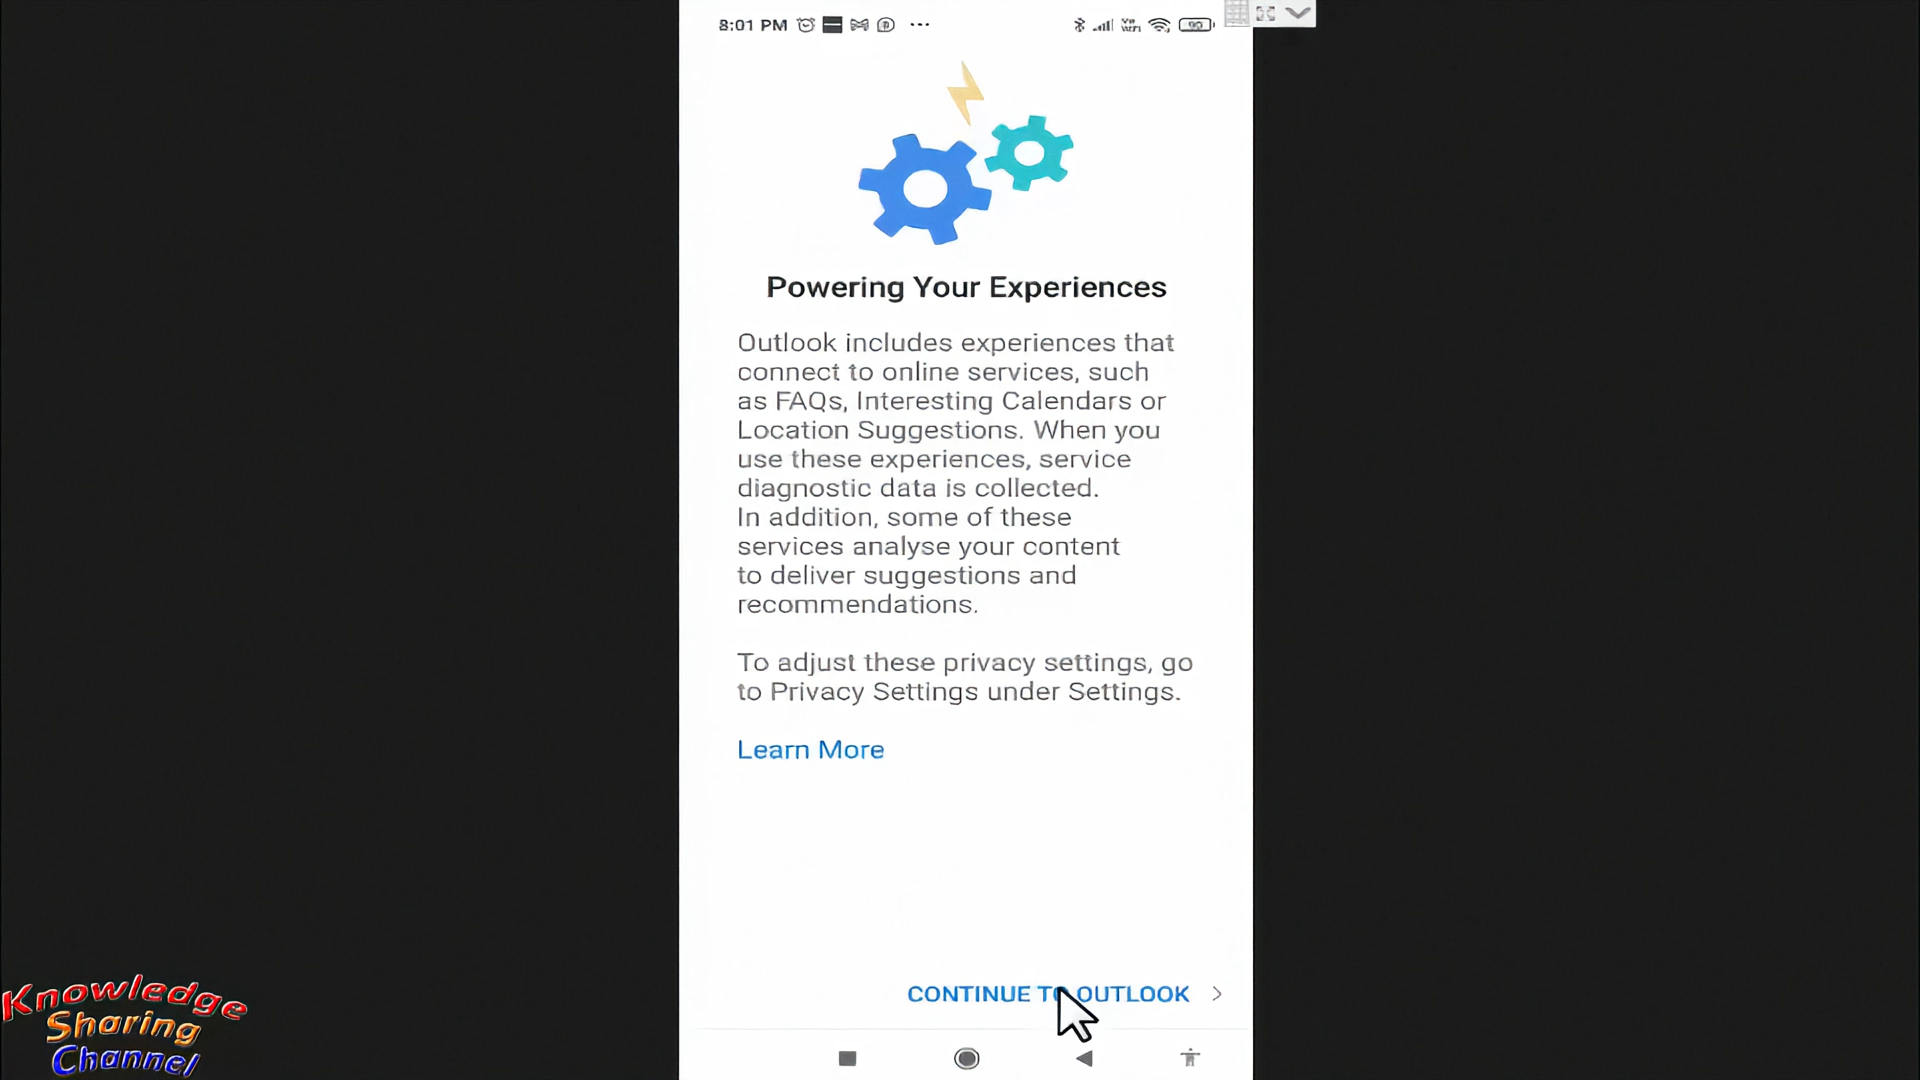 8:01 PM
Powering Your Experiences
Outlook includes experiences that
connect to online services, such
as FAQs, Interesting Calendars or
Location Suggestions. When you
use these experiences, service
diagnostic data is collected.
In addition, some of these
services analyse your content
to deliver suggestions and
recommendations.
To adjust these privacy settings, go
to Privacy Settings under Settings.
Learn More
CONTINUE TO OUTLOOK
Knowledge
Sharing
Channel